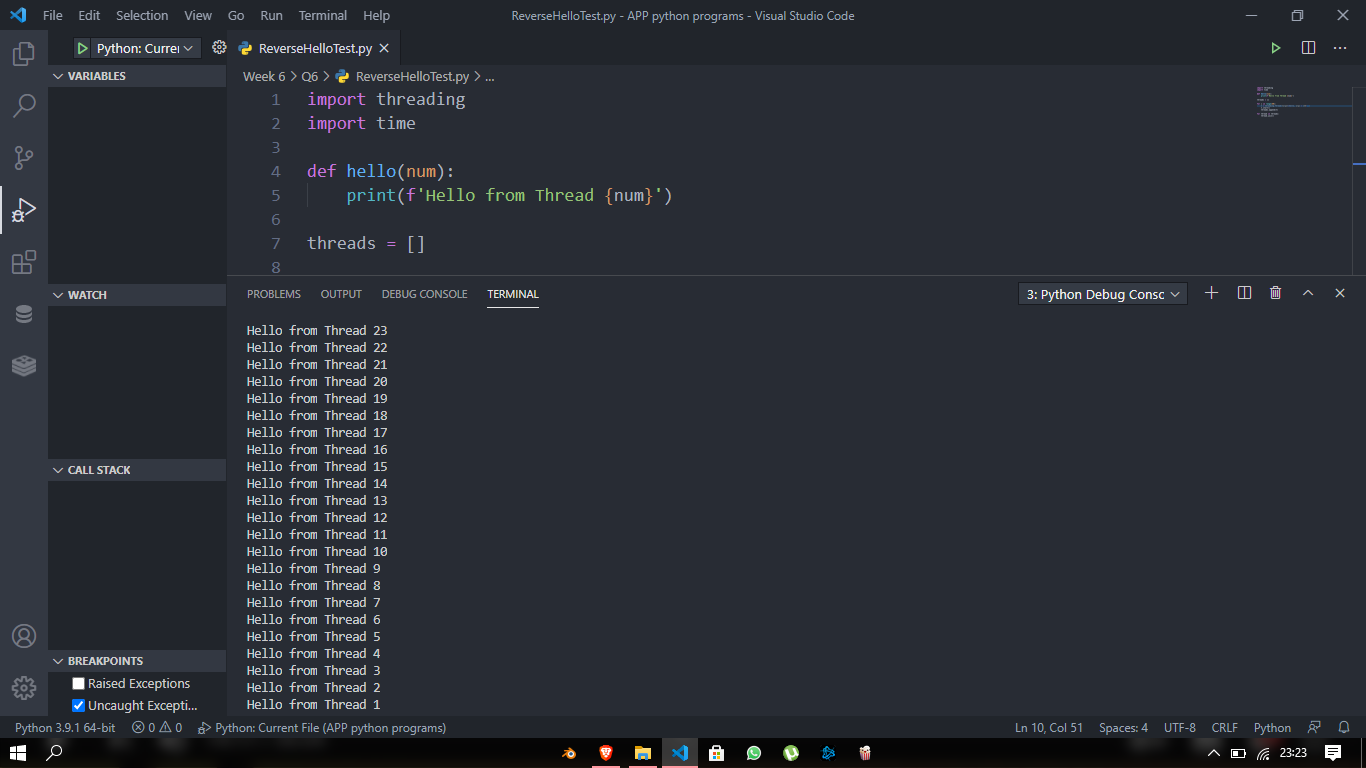 File Edit Selection View Go Run Terminal Help
ReverseHelloTest.py - APP python programs - Visual Studio Code
Python: Currer
ReverseHelloTest.py
VARIABLES
Week 6 > Q6 > ReverseHelloTest.py > ...
1 import threading
2 import time
3
4 def hello(num):
5 print(f'Hello from Thread {num}')
6
7 threads = []
8
WATCH
CALL STACK
BREAKPOINTS
Raised Exceptions
Uncaught Excepti...
PROBLEMS OUTPUT DEBUG CONSOLE TERMINAL
3: Python Debug Consc
Hello from Thread 23
Hello from Thread 22
Hello from Thread 21
Hello from Thread 20
Hello from Thread 19
Hello from Thread 18
Hello from Thread 17
Hello from Thread 16
Hello from Thread 15
Hello from Thread 14
Hello from Thread 13
Hello from Thread 12
Hello from Thread 11
Hello from Thread 10
Hello from Thread 9
Hello from Thread 8
Hello from Thread 7
Hello from Thread 6
Hello from Thread 5
Hello from Thread 4
Hello from Thread 3
Hello from Thread 2
Hello from Thread 1
Python 3.9.1 64-bit 0 0 Python: Current File (APP python programs)
Ln 10, Col 51 Spaces: 4 UTF-8 CRLF Python
23:23